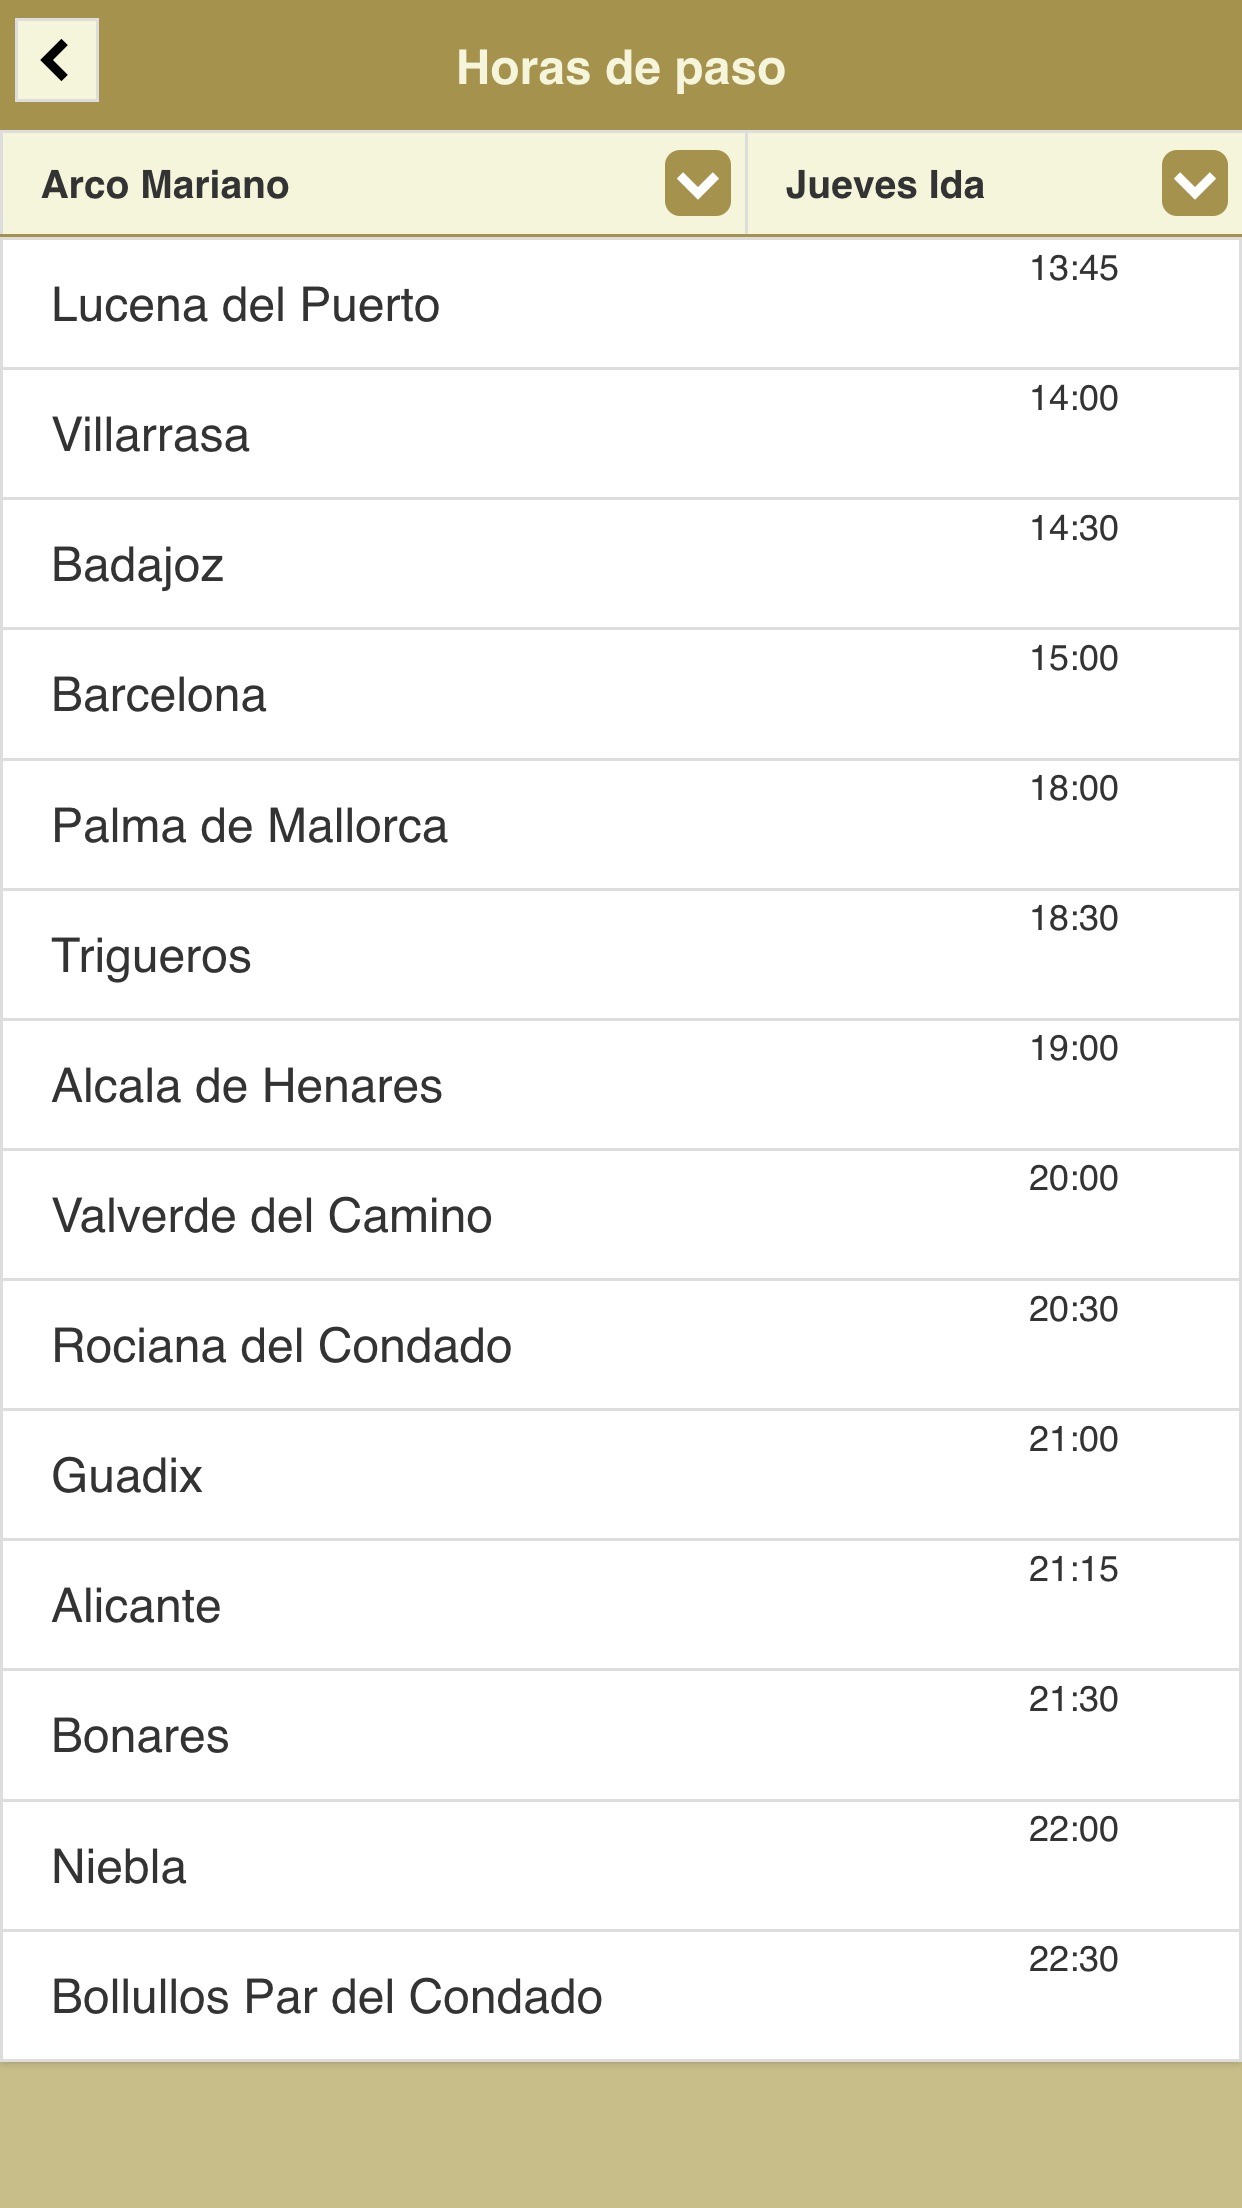 Horas de paso
Arco Mariano
Jueves Ida
13:45
Lucena del Puerto
14:00
Villarrasa
14:30
Badajoz
15:00
Barcelona
18:00
Palma de Mallorca
18:30
Trigueros
19:00
Alcala de Henares
20:00
Valverde del Camino
20:30
Rociana del Condado
21:00
Guadix
21:15
Alicante
21:30
Bonares
22:00
Niebla
22:30
Bollullos Par del Condado